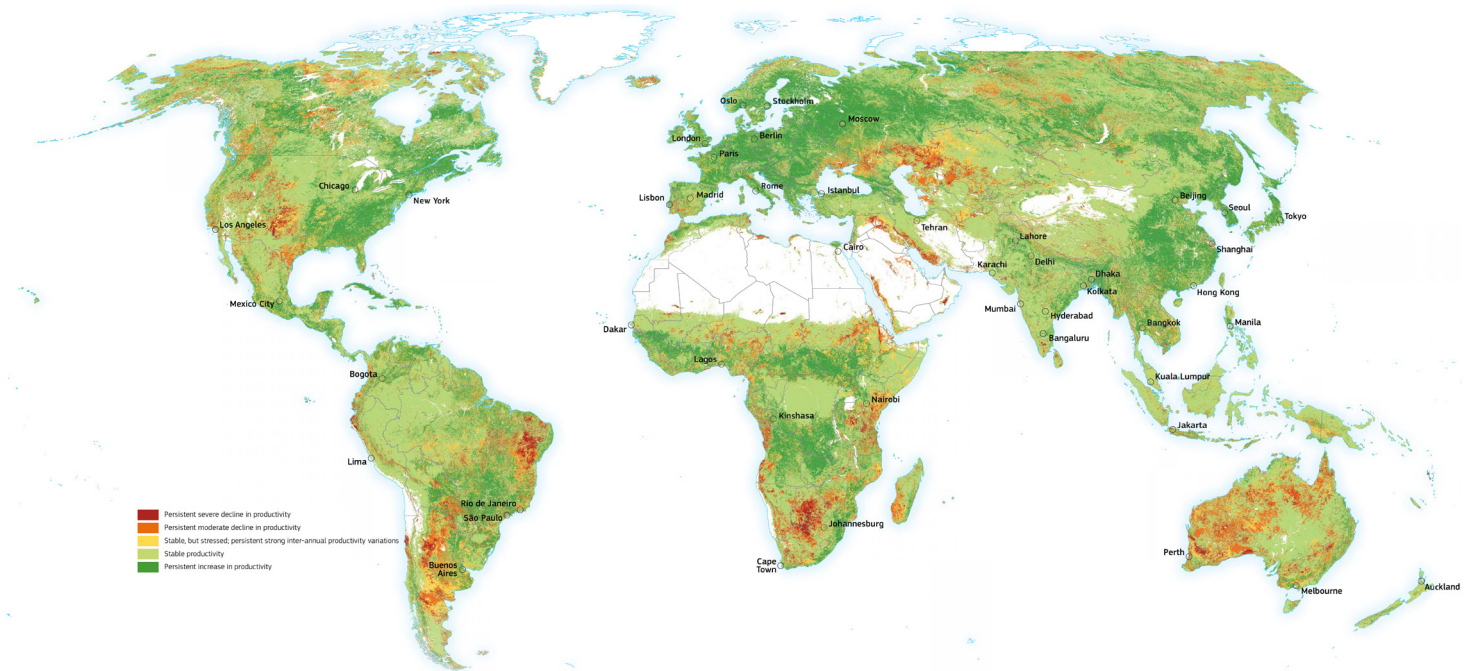 Oslo
Stockholm
Moscow
London
Berlin
Paris
Chicago
New York
Lisbon
Madrid
Rome
Istanbul
Beijing
Seoul
Tokyo
Los Angeles
Tehran
Lahore
Shanghai
Cairo
Delhi
Karachi
Dhaka
Kolkata
Hong Kong
Mexico City
Mumbai
Hyderabad
Dakar
Bangkok
Manila
Bangaluru
Lagos
Bogota
Kuala Lumpur
Nairobi
Kinshasa
Jakarta
Lima
Rio de Janeiro
São Paulo
Johannesburg
Perth
Buenos
Aires
Cape
Town
Melbourne
Auckland
Persistent severe decline in productivity
Persistent moderate decline in productivity
Stable, but stressed; persistent strong inter-annual productivity variations
Stable productivity
Persistent increase in productivity